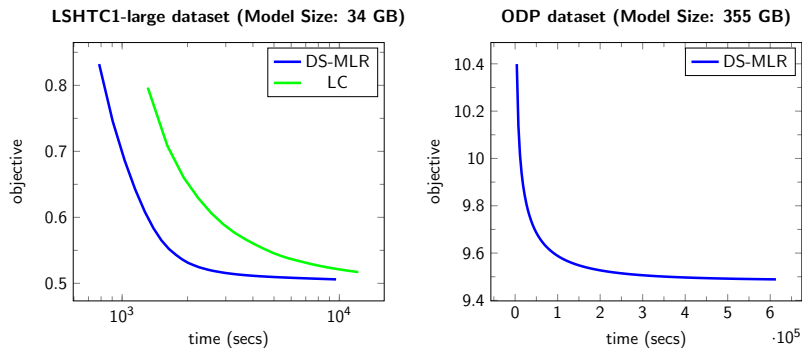 LSHTC1-large dataset (Model Size: 34 GB)
DS-MLR
LC
0.8
0.7
0.6
0.5
objective
10^3
10^4
time (secs)
ODP dataset (Model Size: 355 GB)
DS-MLR
10.4
10.2
10
9.8
9.6
9.4
objective
0 1 2 3 4 5 6
·10^5
time (secs)